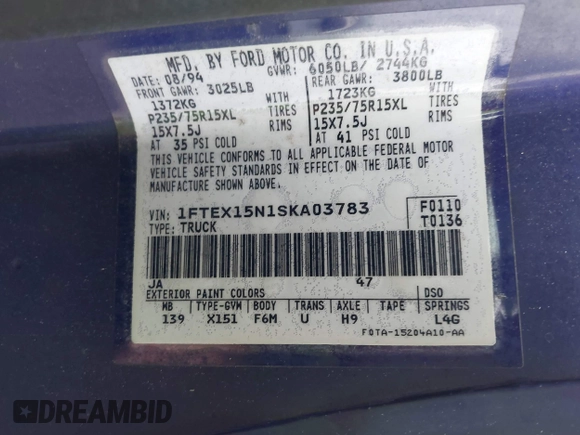 MFD. BY FORD MOTOR CO. IN U.S.A.
DATE: 08/94 GVWR: 6050LB/ 2744KG
FRONT GAWR: 3025LB REAR GAWR: 3800LB
1372KG WITH 1723KG WITH
P235/75R15XL TIRES P235/75R15XL TIRES
15X7.5J RIMS 15X7.5J RIMS
AT 35 PSI COLD AT 41 PSI COLD
THIS VEHICLE CONFORMS TO ALL APPLICABLE FEDERAL MOTOR
VEHICLE SAFETY STANDARDS IN EFFECT ON THE DATE OF
MANUFACTURE SHOWN ABOVE.
VIN: 1FTEX15N1SKA03783 F0110
TYPE: TRUCK T0136
JA 47
EXTERIOR PAINT COLORS DSO
MB TYPE-GVW BODY TRANS AXLE TAPE SPRINGS
139 X151 F6M U H9 L4G
FOTA-15204A10-AA
DREAMBID